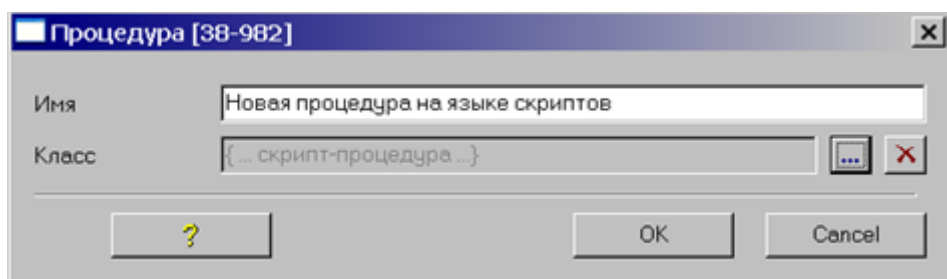 Процедура [38-982]
Имя
Новая процедура на языке скриптов
Класс
{ ... скрипт-процедура ...}
...
?
OK
Cancel